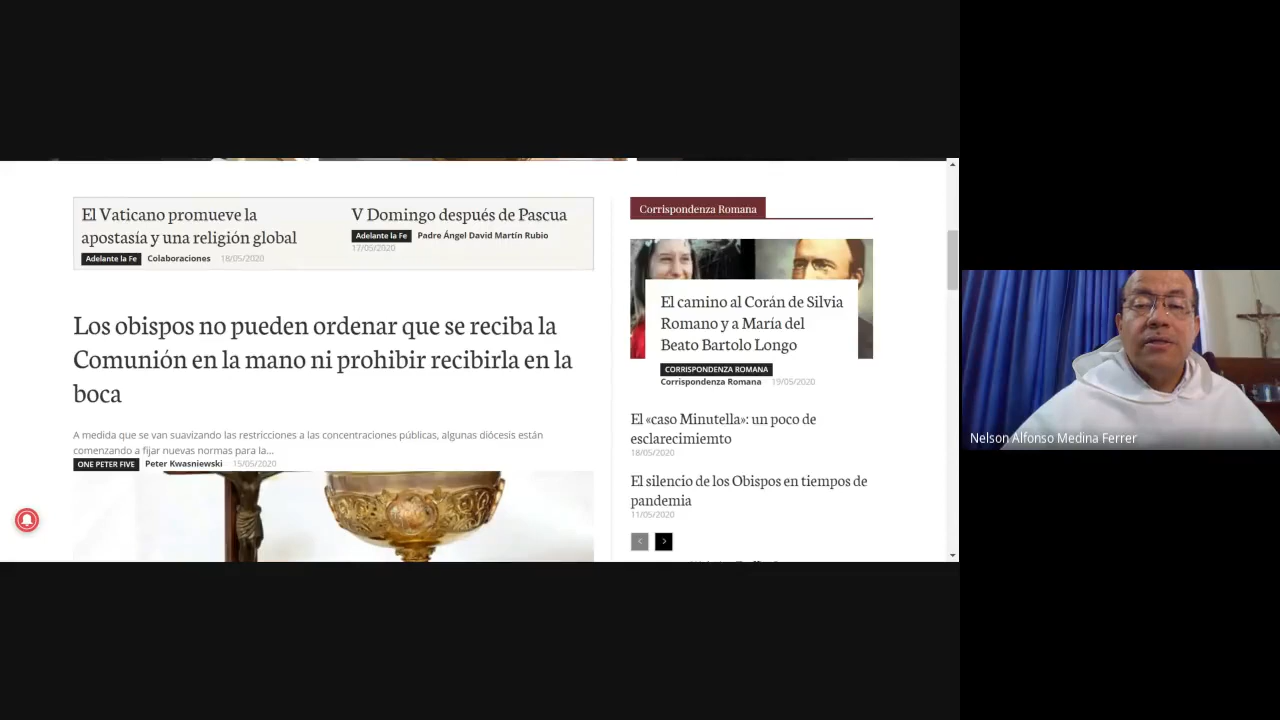 El Vaticano promueve la
apostasía y una religión global
Adelante la Fe Colaboraciones 18/05/2020
V Domingo después de Pascua
Adelante la Fe Padre Ángel David Martín Rubio
17/05/2020
Los obispos no pueden ordenar que se reciba la
Comunión en la mano ni prohibir recibirla en la
boca
A medida que se van suavizando las restricciones a las concentraciones públicas, algunas diócesis están
comenzando a fijar nuevas normas para la...
ONE PETER FIVE Peter Kwasniewski 15/05/2020
Corrispondenza Romana
El camino al Corán de Silvia
Romano y a María del
Beato Bartolo Longo
CORRISPONDENZA ROMANA
Corrispondenza Romana 19/05/2020
El «caso Minutella»: un poco de
esclarecimiemto
18/05/2020
El silencio de los Obispos en tiempos de
pandemia
11/05/2020
Nelson Alfonso Medina Ferrer